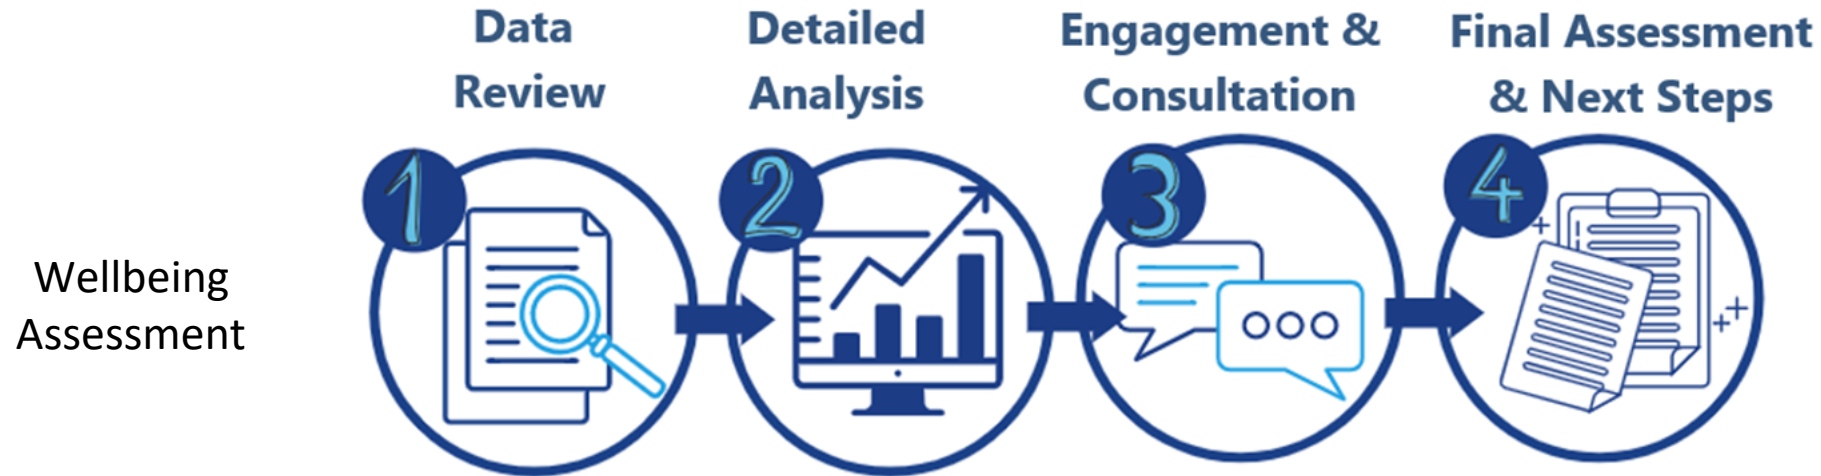 Data
Review
Detailed
Analysis
Engagement &
Consultation
Final Assessment
& Next Steps
1
2
3
4
Wellbeing
Assessment